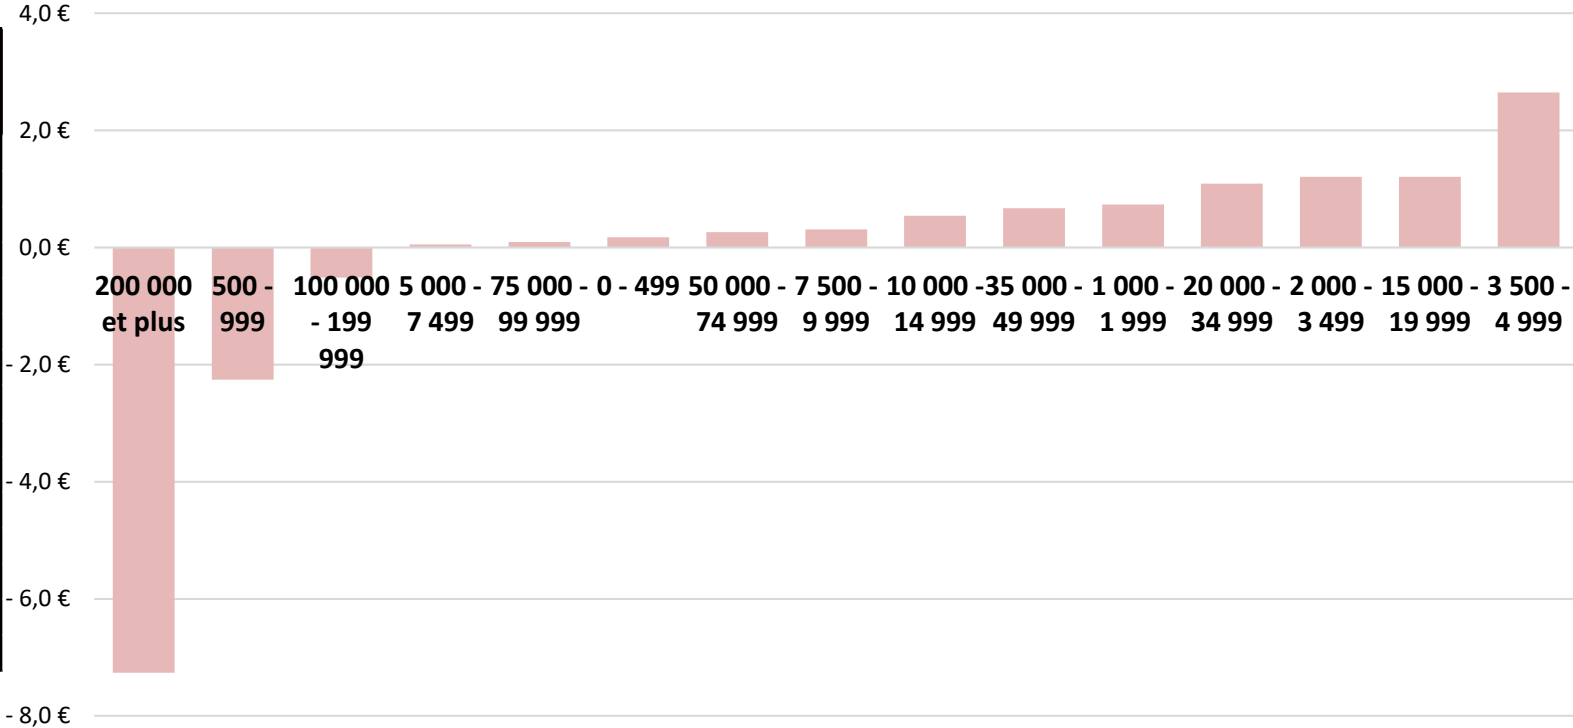 4,0 €
2,0 €
0,0 €
- 2,0 €
- 4,0 €
- 6,0 €
- 8,0 €
200 000
et plus
500 -
999
100 000
- 199
999
5 000 -
7 499
75 000 -
99 999
0 - 499
50 000 -
74 999
7 500 -
9 999
10 000 -
14 999
35 000 -
49 999
1 000 -
1 999
20 000 -
34 999
2 000 -
3 499
15 000 -
19 999
3 500 -
4 999